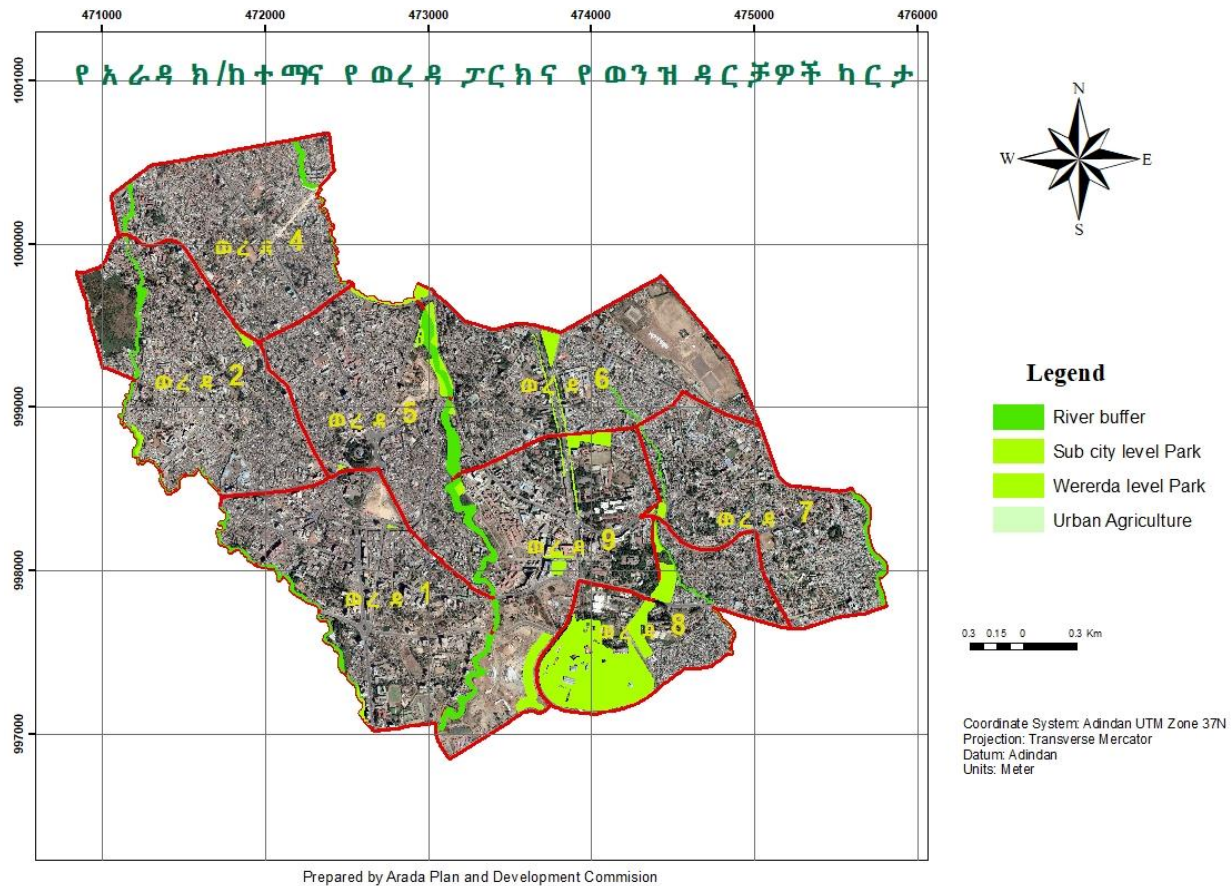 471000 472000 473000 474000 475000 476000
የ አራዳ ክ/ከተማና የ ወረዳ ፓርክና የ ወንዝ ዳርቻዎች ካርታ
1001000
1000000
999000
998000
997000
ወረዳ 4
ወረዳ 2
ወረዳ 5
ወረዳ 6
ወረዳ 7
ወረዳ 9
ወረዳ 1
ወረዳ 8
N
W E
S
Legend
River buffer
Sub city level Park
Wererda level Park
Urban Agriculture
0.3 0.15 0 0.3 Km
Coordinate System: Adindan UTM Zone 37N
Projection: Transverse Mercator
Datum: Adindan
Units: Meter
Prepared by Arada Plan and Development Commision